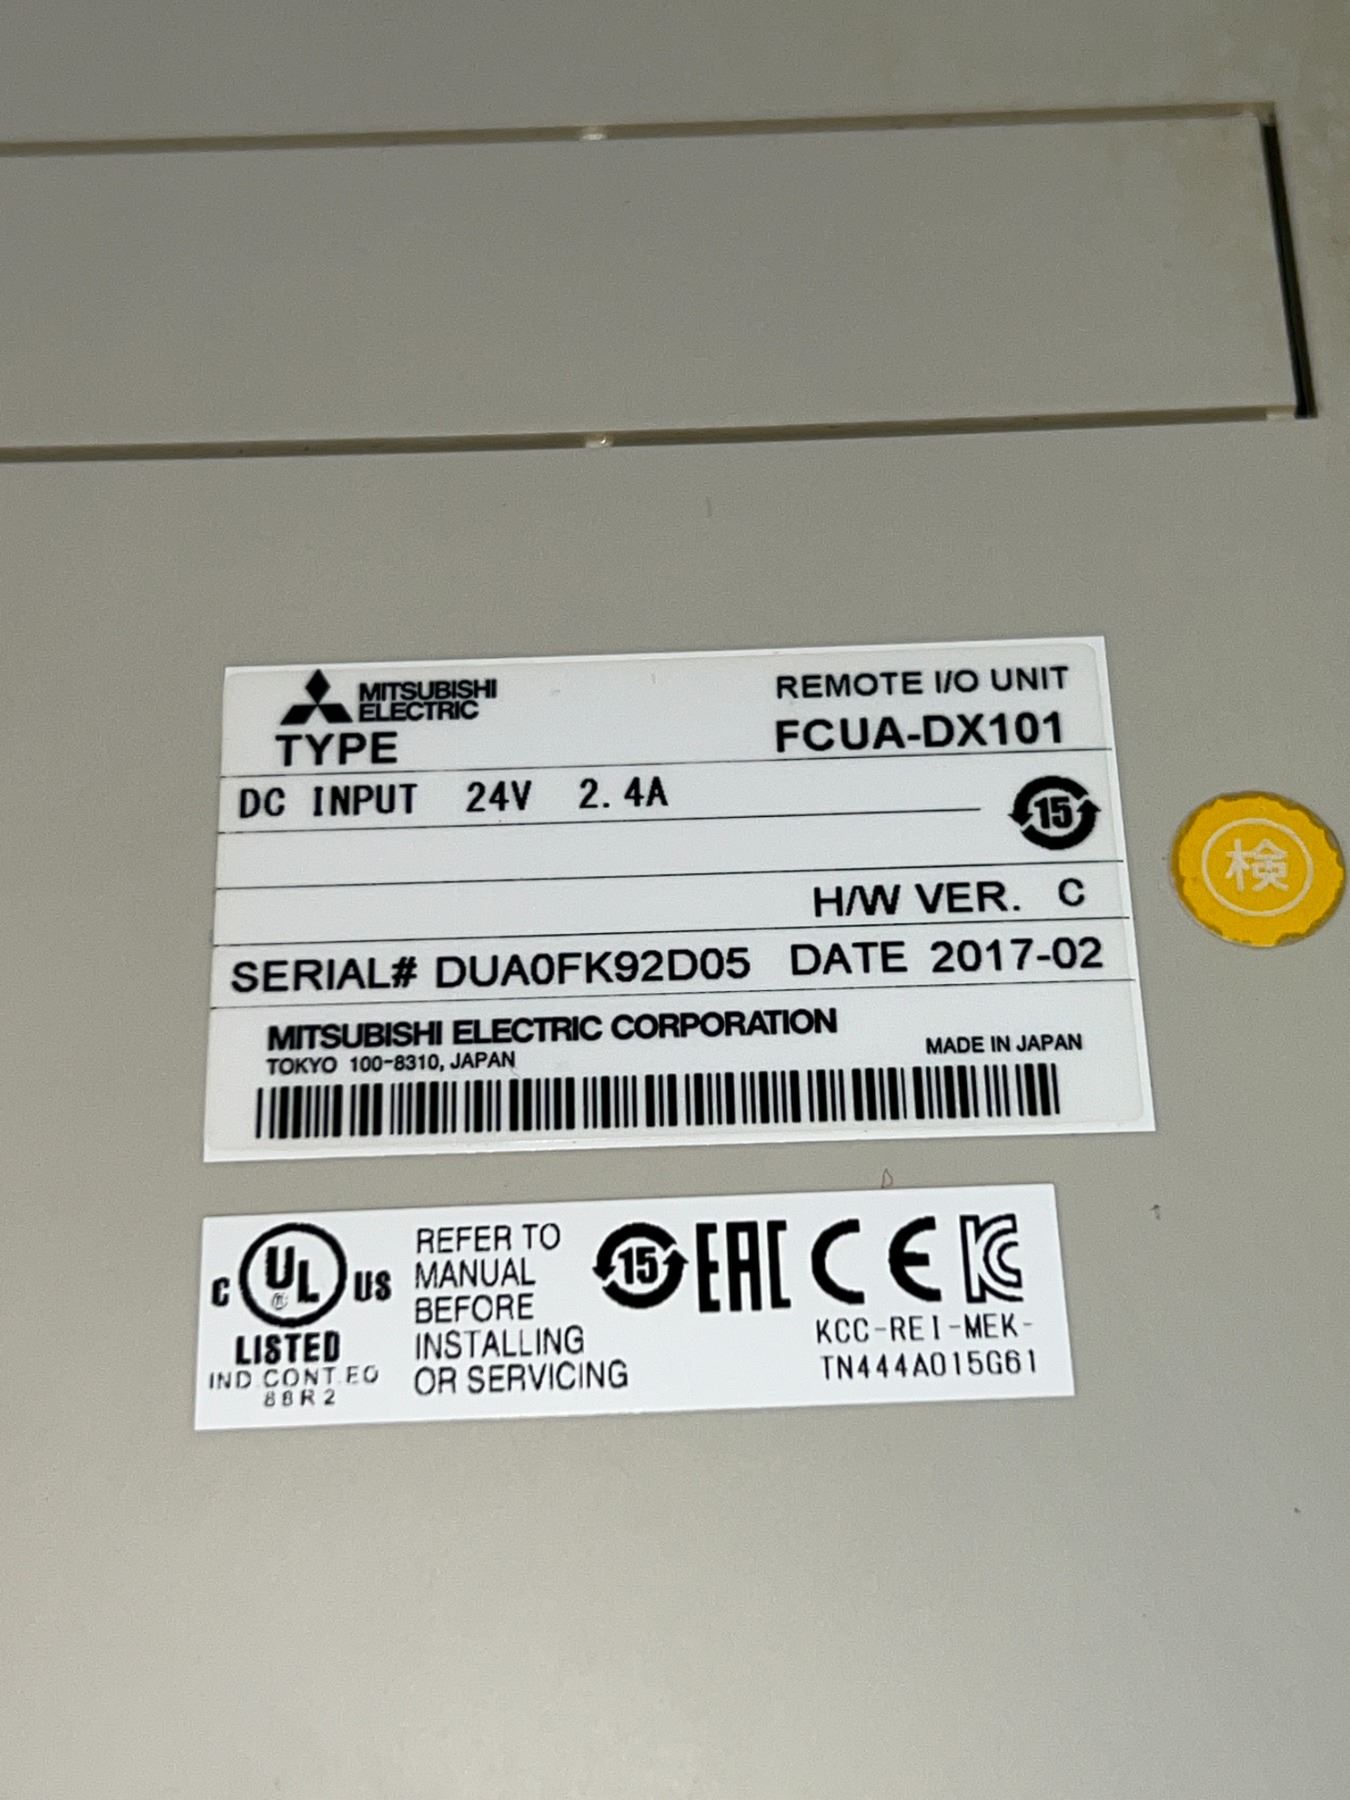 MITSUBISHI
ELECTRIC
REMOTE I/O UNIT
TYPE FCUA-DX101
DC INPUT 24V 2.4A
15
H/W VER. C
SERIAL# DUA0FK92D05 DATE 2017-02
MITSUBISHI ELECTRIC CORPORATION
TOKYO 100-8310, JAPAN
MADE IN JAPAN
検
C UL ® US
LISTED
IND.CONT.EQ
88R2
REFER TO
MANUAL
BEFORE
INSTALLING
OR SERVICING
15 EAC CE KC
KCC-REI-MEK-
TN444A015G61